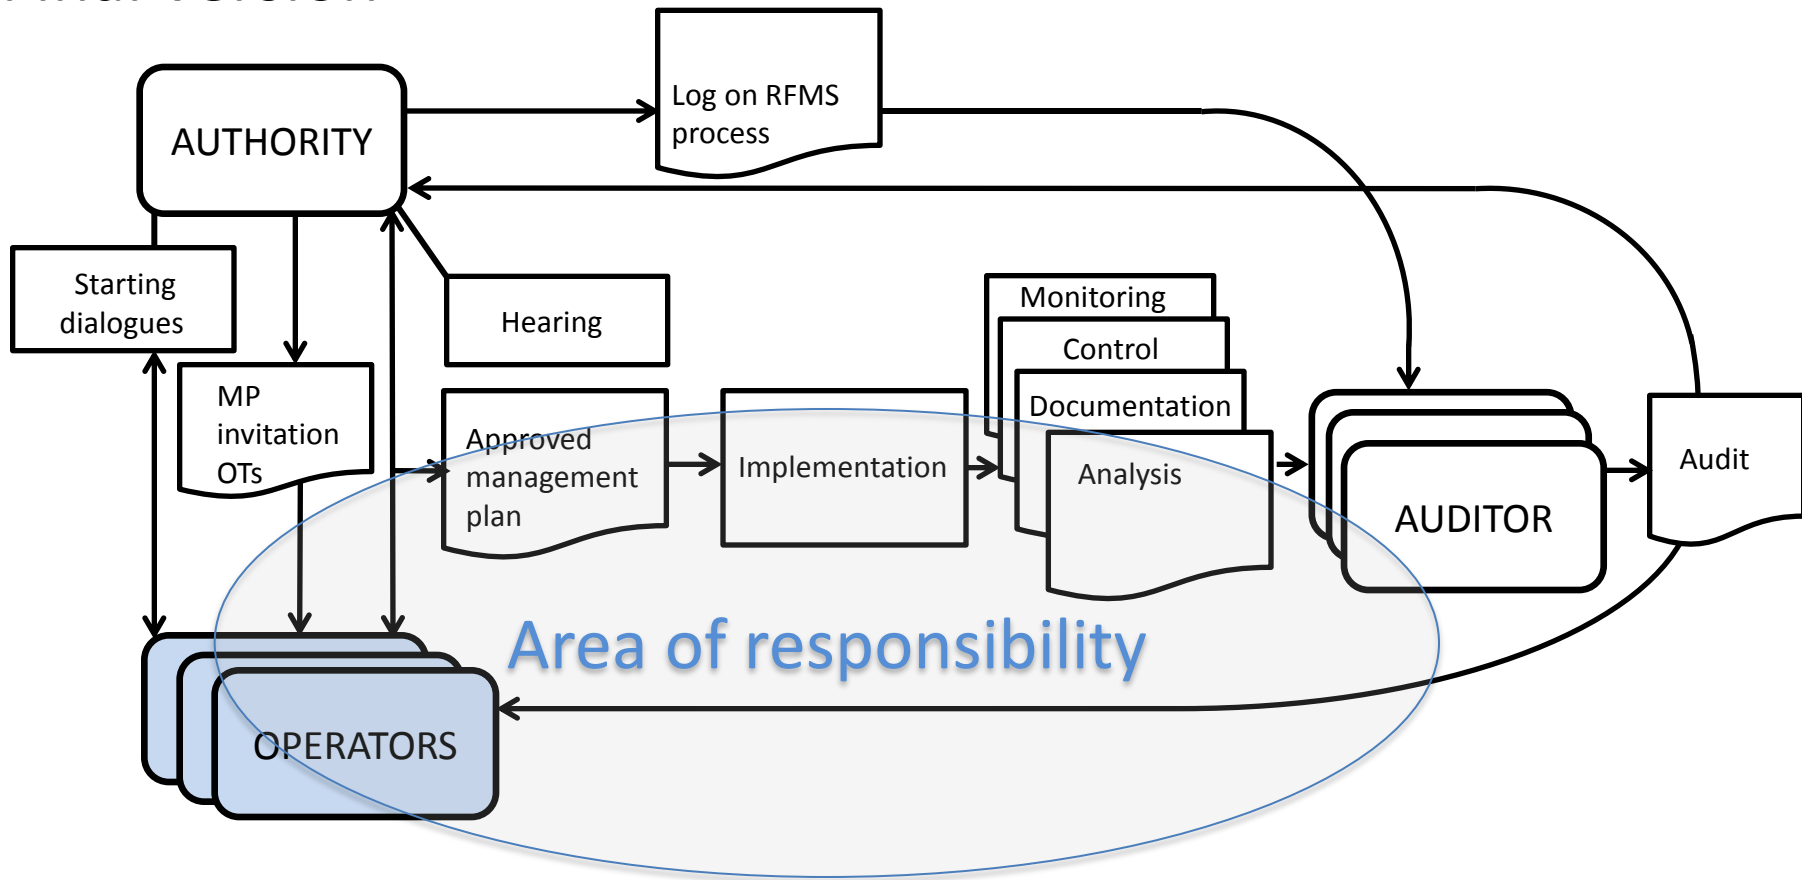 Log on RFMS
process
AUTHORITY
Starting
dialogues
Hearing
Monitoring
Control
Documentation
Analysis
MP
invitation
OTs
Approved
management
plan
Implementation
AUDITOR
Audit
Area of responsibility
OPERATORS